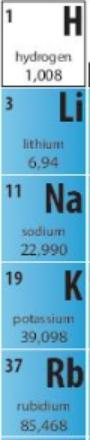 1 H
hydrogen
1,008
3 Li
lithium
6,94
11 Na
sodium
22,990
19 K
potassium
39,098
37 Rb
rubidium
85,468